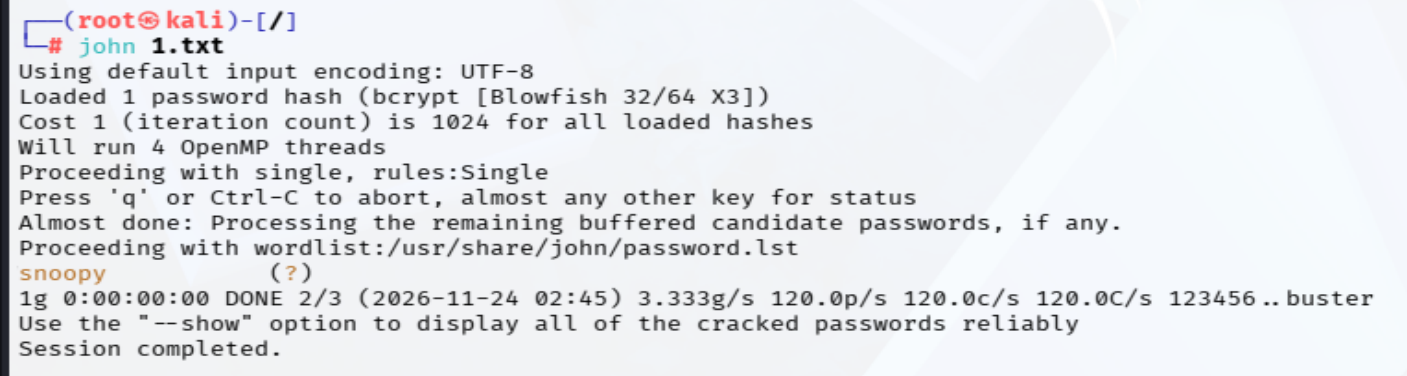 ┌──(root㉿kali)-[/]
└─# john 1.txt
Using default input encoding: UTF-8
Loaded 1 password hash (bcrypt [Blowfish 32/64 X3])
Cost 1 (iteration count) is 1024 for all loaded hashes
Will run 4 OpenMP threads
Proceeding with single, rules:Single
Press 'q' or Ctrl-C to abort, almost any other key for status
Almost done: Processing the remaining buffered candidate passwords, if any.
Proceeding with wordlist:/usr/share/john/password.lst
snoopy           (?)
1g 0:00:00:00 DONE 2/3 (2026-11-24 02:45) 3.333g/s 120.0p/s 120.0c/s 120.0C/s 123456..buster
Use the "--show" option to display all of the cracked passwords reliably
Session completed.